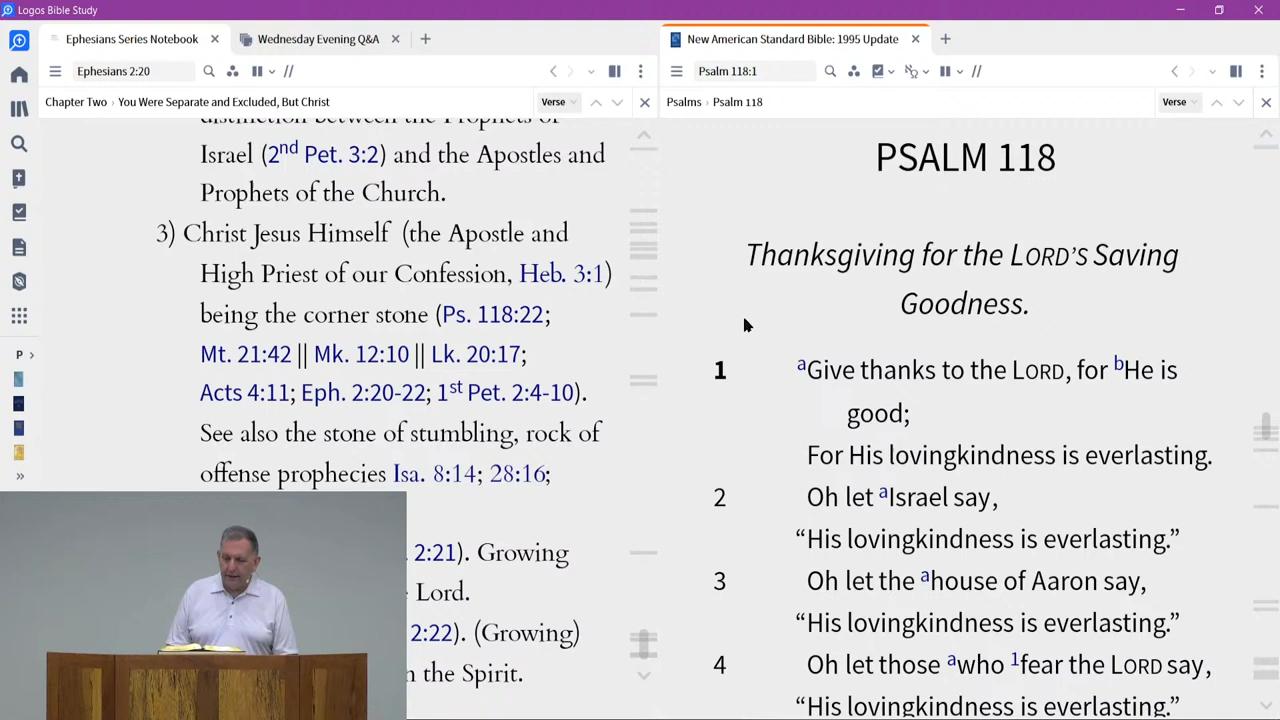 Logos Bible Study
Ephesians Series Notebook
Wednesday Evening Q&A
Ephesians 2:20
Chapter Two › You Were Separate and Excluded, But Christ
Verse
distinction between the Prophets of
Israel (2nd Pet. 3:2) and the Apostles and
Prophets of the Church.
3) Christ Jesus Himself (the Apostle and
High Priest of our Confession, Heb. 3:1)
being the corner stone (Ps. 118:22;
Mt. 21:42 || Mk. 12:10 || Lk. 20:17;
Acts 4:11; Eph. 2:20-22; 1st Pet. 2:4-10).
See also the stone of stumbling, rock of
offense prophecies Isa. 8:14; 28:16;
2:21). Growing
Lord.
2:22). (Growing)
n the Spirit.
P
New American Standard Bible: 1995 Update
Psalm 118:1
Psalms › Psalm 118
Verse
PSALM 118
Thanksgiving for the LORD’S Saving
Goodness.
1 aGive thanks to the LORD, for bHe is
good;
For His lovingkindness is everlasting.
2 Oh let aIsrael say,
“His lovingkindness is everlasting.”
3 Oh let the ahouse of Aaron say,
“His lovingkindness is everlasting.”
4 Oh let those awho 1fear the LORD say,
“His lovingkindness is everlasting.”